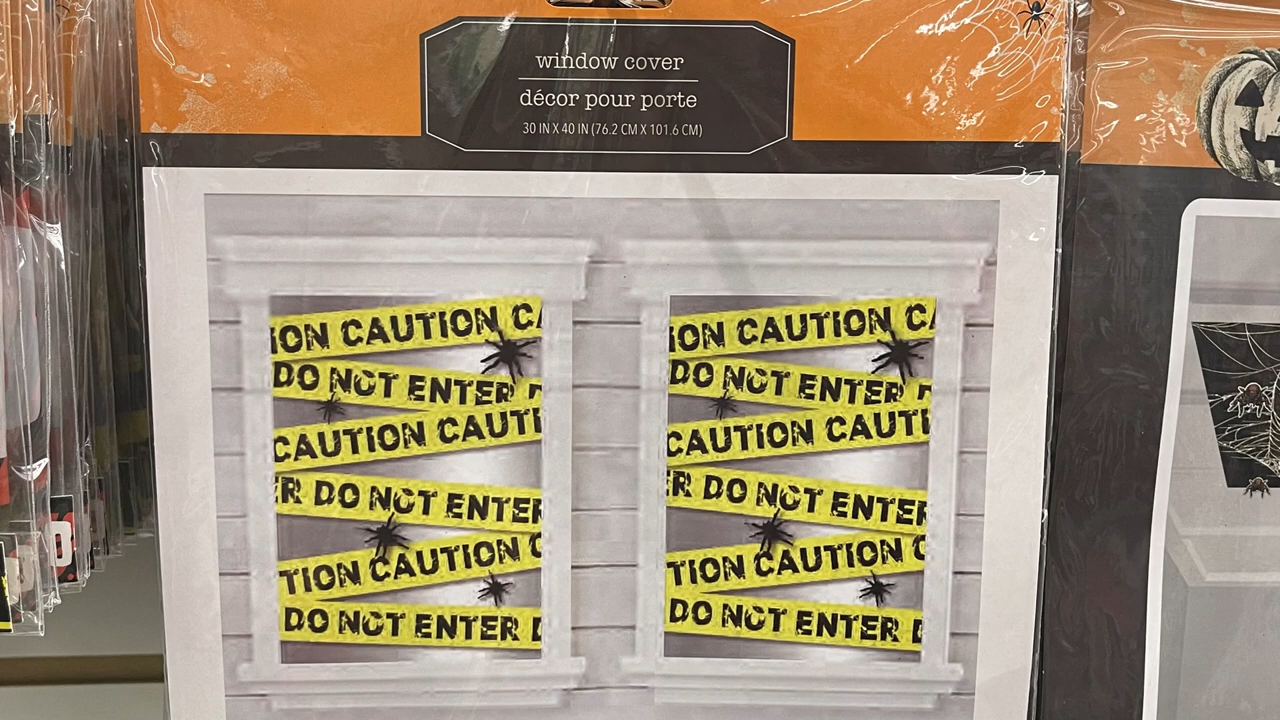 window cover
décor pour porte
30 IN X 40 IN (76.2 CM X 101.6 CM)
ION CAUTION CA
DO NOT ENTER D
CAUTION CAUTI
ER DO NOT ENTER
TION CAUTION C
DO NOT ENTER D
ION CAUTION CA
DO NOT ENTER
CAUTION CAUTI
ER DO NOT ENTER
TION CAUTION C
DO NOT ENTER D